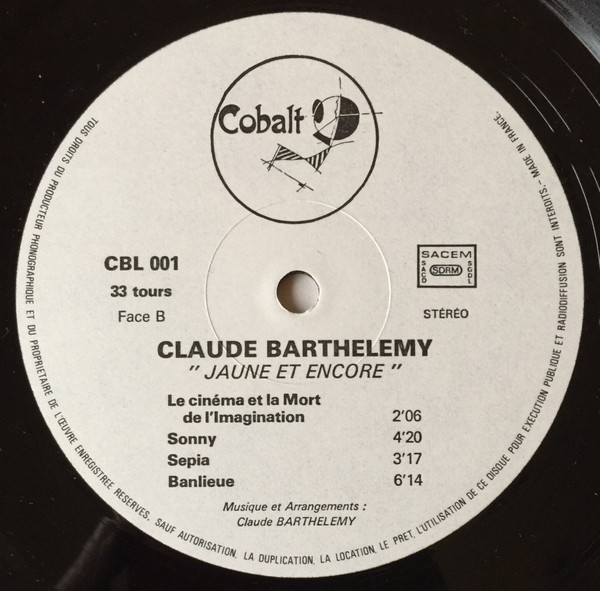 Cobalt
CBL 001
33 tours
Face B
SACEM
SACD
SDRM
SGDL
STÉRÉO
CLAUDE BARTHELEMY
" JAUNE ET ENCORE "
Le cinéma et la Mort
de l'Imagination 2'06
Sonny 4'20
Sepia 3'17
Banlieue 6'14
Musique et Arrangements :
Claude BARTHELEMY
TOUS DROITS DU PRODUCTEUR PHONOGRAPHIQUE ET DU PROPRIETAIRE DE L'ŒUVRE ENREGISTREE RESERVES. SAUF AUTORISATION, LA DUPLICATION, LA LOCATION, LE PRET, L'UTILISATION DE CE DISQUE POUR EXECUTION PUBLIQUE ET RADIODIFFUSION SONT INTERDITS. - MADE IN FRANCE.